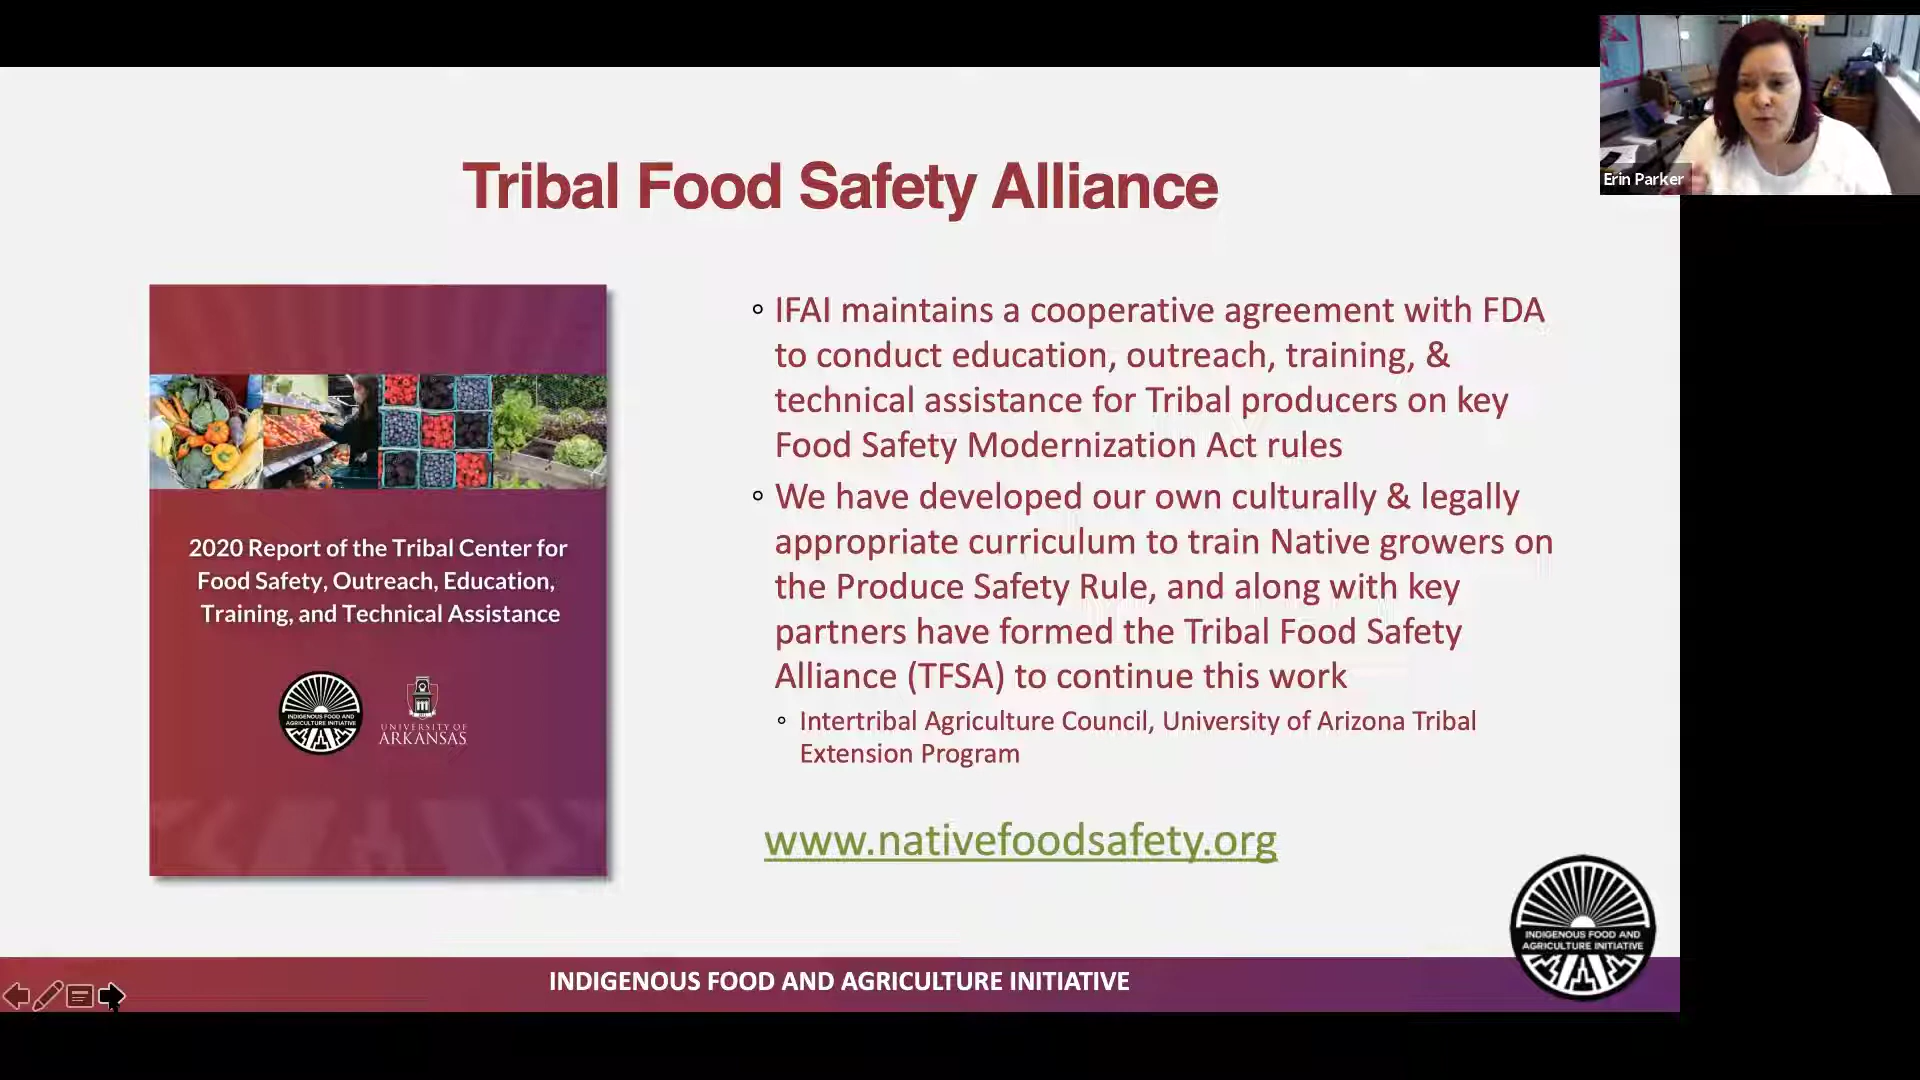 Erin Parker
Tribal Food Safety Alliance
2020 Report of the Tribal Center for
Food Safety, Outreach, Education,
Training, and Technical Assistance
INDIGENOUS FOOD AND
AGRICULTURE INITIATIVE
UNIVERSITY OF
ARKANSAS
◦ IFAI maintains a cooperative agreement with FDA
to conduct education, outreach, training, &
technical assistance for Tribal producers on key
Food Safety Modernization Act rules
◦ We have developed our own culturally & legally
appropriate curriculum to train Native growers on
the Produce Safety Rule, and along with key
partners have formed the Tribal Food Safety
Alliance (TFSA) to continue this work
◦ Intertribal Agriculture Council, University of Arizona Tribal
Extension Program
www.nativefoodsafety.org
INDIGENOUS FOOD AND
AGRICULTURE INITIATIVE
INDIGENOUS FOOD AND AGRICULTURE INITIATIVE